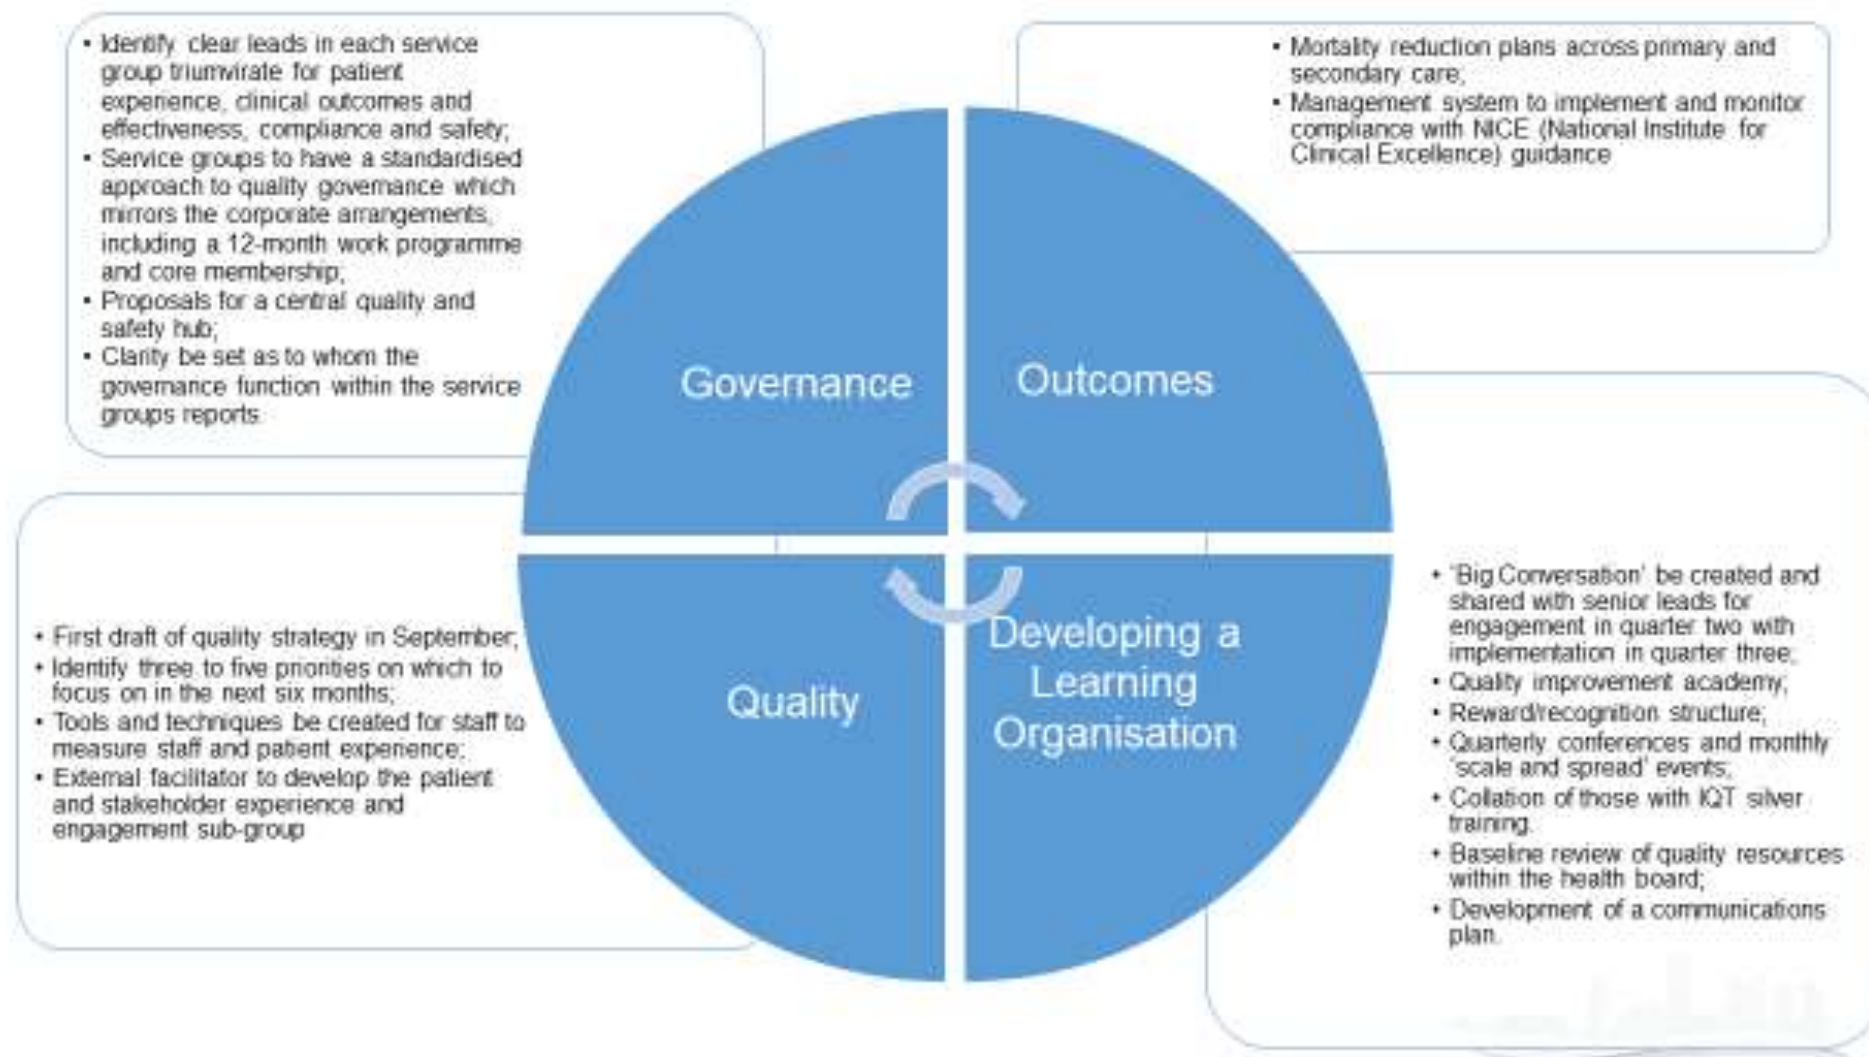 • Identify clear leads in each service
group triumvirate for patient
experience, clinical outcomes and
effectiveness, compliance and safety;
• Service groups to have a standardised
approach to quality governance which
mirrors the corporate arrangements,
including a 12-month work programme
and core membership;
• Proposals for a central quality and
safety hub;
• Clarity be set as to whom the
governance function within the service
groups reports.
• Mortality reduction plans across primary and
secondary care;
• Management system to implement and monitor
compliance with NICE (National Institute for
Clinical Excellence) guidance
Governance
Outcomes
• First draft of quality strategy in September;
• Identify three to five priorities on which to
focus on in the next six months;
• Tools and techniques be created for staff to
measure staff and patient experience;
• External facilitator to develop the patient
and stakeholder experience and
engagement sub-group
Quality
Developing a
Learning
Organisation
• 'Big Conversation' be created and
shared with senior leads for
engagement in quarter two with
implementation in quarter three;
• Quality improvement academy;
• Reward/recognition structure;
• Quarterly conferences and monthly
'scale and spread' events;
• Collation of those with IQT silver
training.
• Baseline review of quality resources
within the health board;
• Development of a communications
plan.